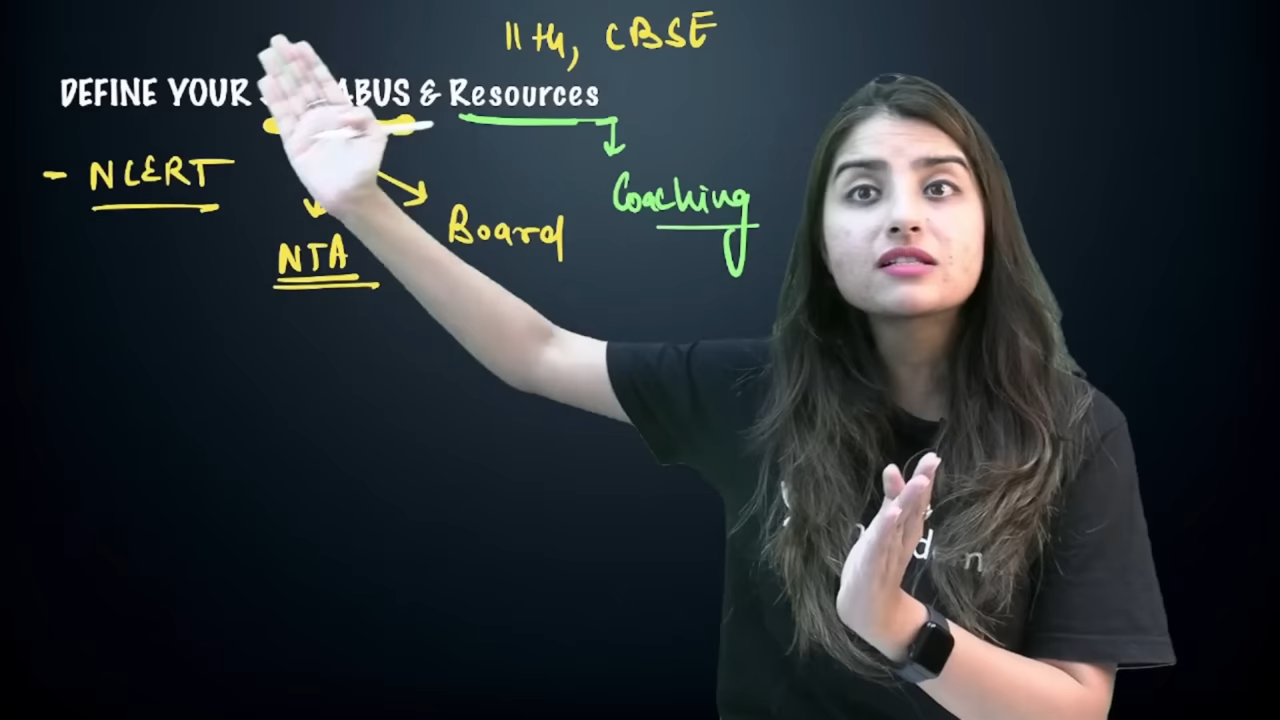 11th, CBSE
DEFINE YOUR ABUS & Resources
- NCERT
Coaching
Board
NTA